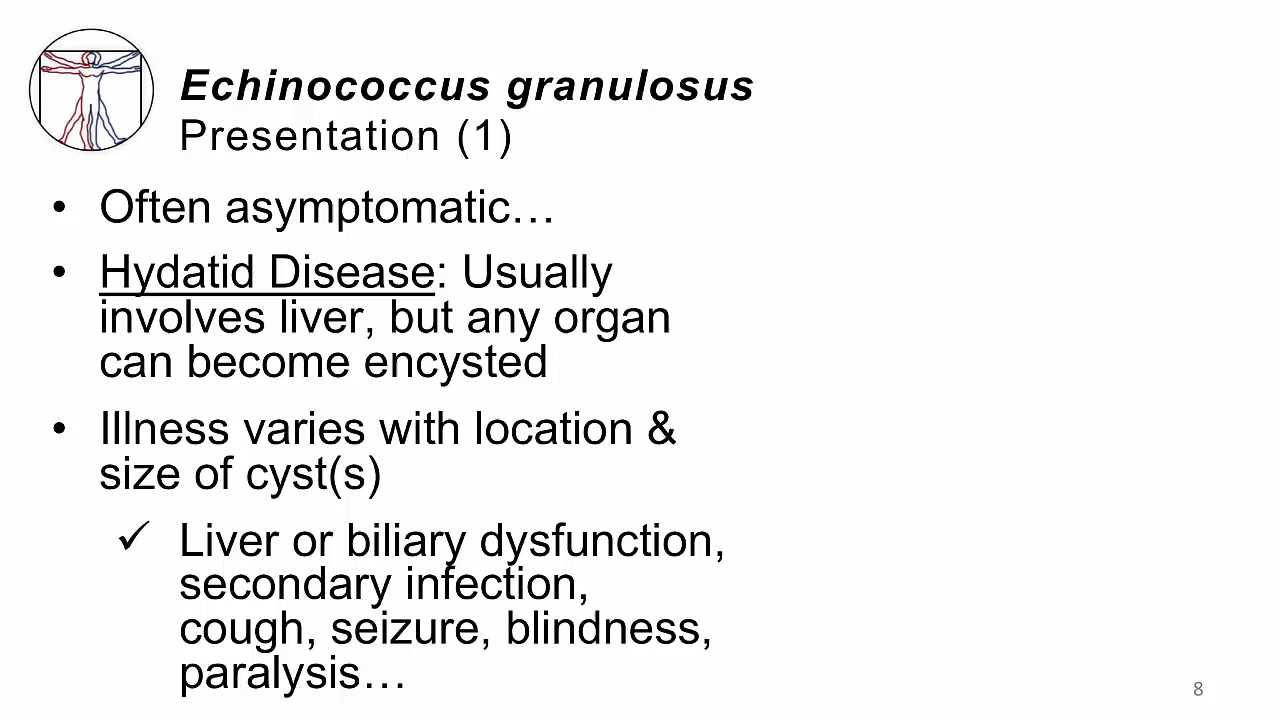 Echinococcus granulosus
Presentation (1)
• Often asymptomatic…
• Hydatid Disease: Usually
involves liver, but any organ
can become encysted
• Illness varies with location &
size of cyst(s)
✓ Liver or biliary dysfunction,
secondary infection,
cough, seizure, blindness,
paralysis…
8